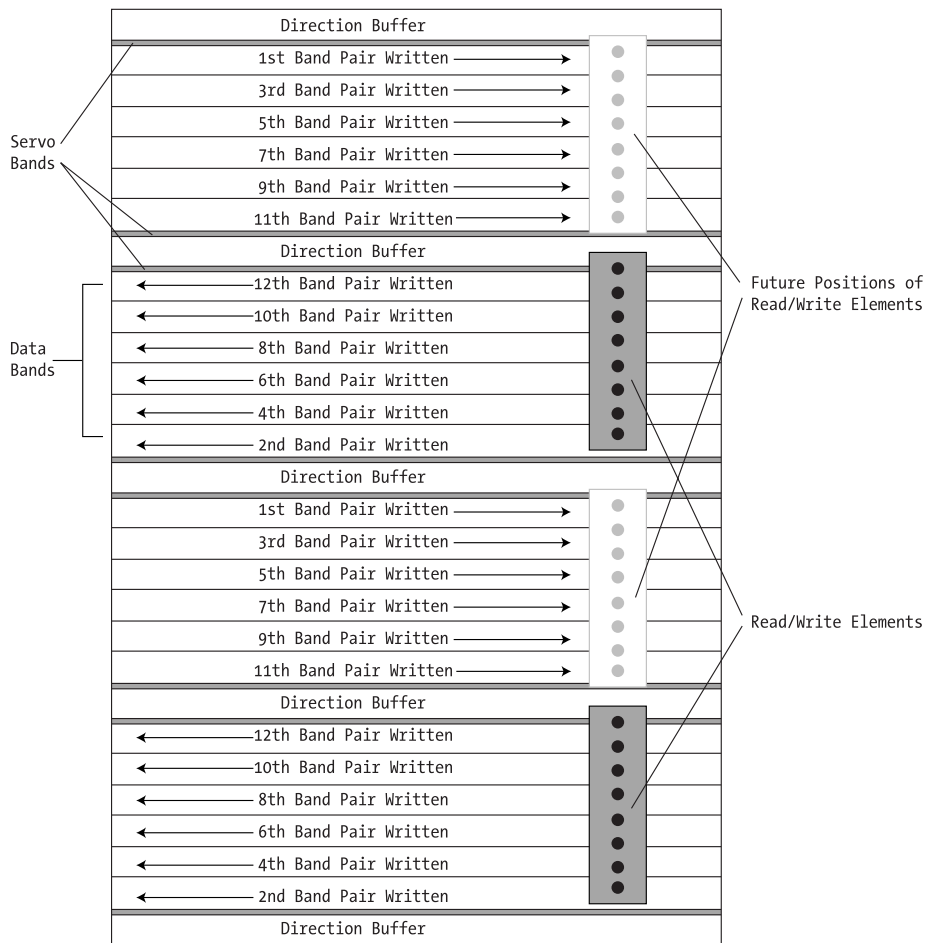 Direction Buffer
1st Band Pair Written
3rd Band Pair Written
5th Band Pair Written
7th Band Pair Written
9th Band Pair Written
11th Band Pair Written
Servo
Bands
Direction Buffer
12th Band Pair Written
10th Band Pair Written
8th Band Pair Written
6th Band Pair Written
4th Band Pair Written
2nd Band Pair Written
Data
Bands
Future Positions of
Read/Write Elements
Direction Buffer
1st Band Pair Written
3rd Band Pair Written
5th Band Pair Written
7th Band Pair Written
9th Band Pair Written
11th Band Pair Written
Read/Write Elements
Direction Buffer
12th Band Pair Written
10th Band Pair Written
8th Band Pair Written
6th Band Pair Written
4th Band Pair Written
2nd Band Pair Written
Direction Buffer